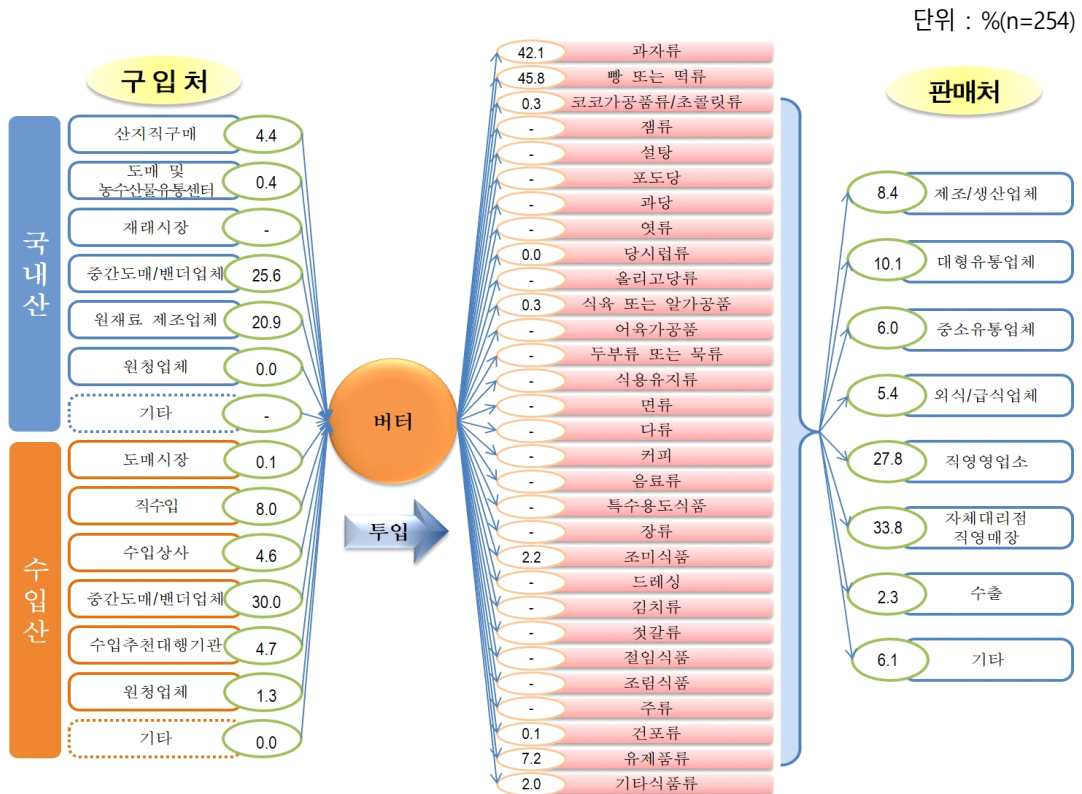 단위 : %(n=254)
구입처
국내산
산지직구매 4.4
도매 및
농수산물유통센터 0.4
재래시장 -
중간도매/밴더업체 25.6
원재료 제조업체 20.9
원청업체 0.0
기타 -
수입산
도매시장 0.1
직수입 8.0
수입상사 4.6
중간도매/밴더업체 30.0
수입추천대행기관 4.7
원청업체 1.3
기타 0.0
버터
투입
42.1 과자류
45.8 빵 또는 떡류
0.3 코코가공품류/초콜릿류
- 잼류
- 설탕
- 포도당
- 과당
- 엿류
0.0 당시럽류
- 올리고당류
0.3 식육 또는 알가공품
- 어육가공품
- 두부류 또는 묵류
- 식용유지류
- 면류
- 다류
- 커피
- 음료류
- 특수용도식품
- 장류
2.2 조미식품
- 드레싱
- 김치류
- 젓갈류
- 절임식품
- 조림식품
- 주류
0.1 건포류
7.2 유제품류
2.0 기타식품류
판매처
8.4 제조/생산업체
10.1 대형유통업체
6.0 중소유통업체
5.4 외식/급식업체
27.8 직영영업소
33.8 자체대리점
직영매장
2.3 수출
6.1 기타